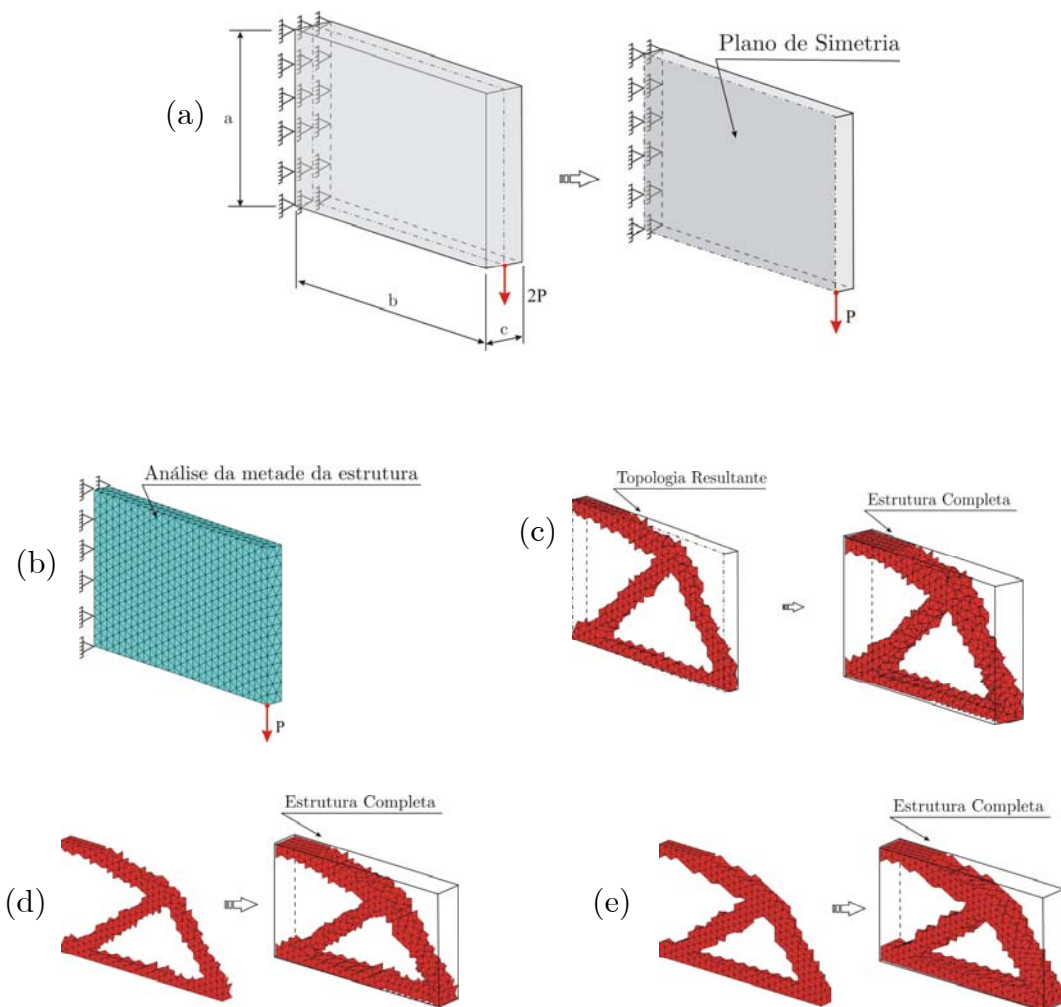 Plano de Simetria
(a)
a
b
c
2P
P
Análise da metade da estrutura
(b)
P
Topologia Resultante
(c)
Estrutura Completa
Estrutura Completa
(d)
Estrutura Completa
(e)